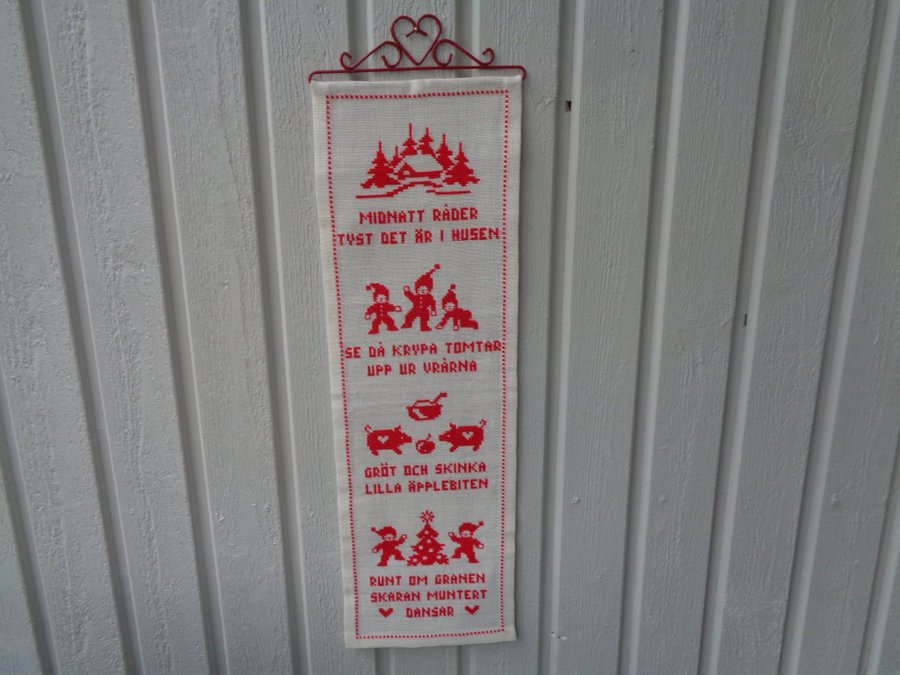 MIDNATT RÅDER
TYST DET ÄR I HUSEN
SE DÅ KRYPA TOMTAR
UPP UR VRÅRNA
GRÖT OCH SKINKA
LILLA ÄPPLEBITEN
RUNT OM GRANEN
SKARAN MUNTERT
DANSAR